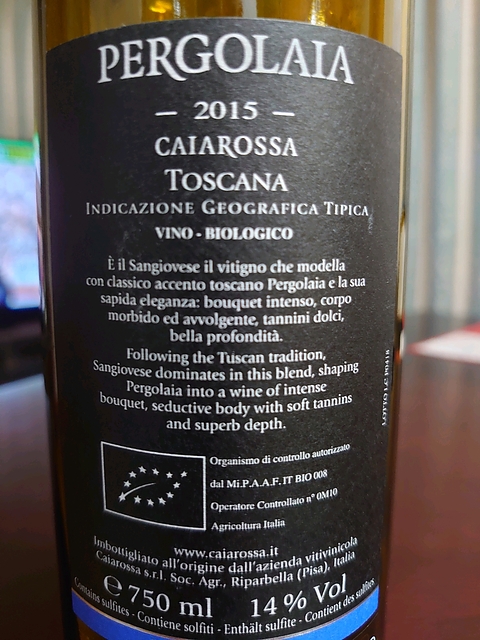 PERGOLAIA
— 2015 —
CAIAROSSA
TOSCANA
INDICAZIONE GEOGRAFICA TIPICA
VINO - BIOLOGICO
È il Sangiovese il vitigno che modella
con classico accento toscano Pergolaia e la sua
sapida eleganza: bouquet intenso, corpo
morbido ed avvolgente, tannini dolci,
bella profondità.
Following the Tuscan tradition,
Sangiovese dominates in this blend, shaping
Pergolaia into a wine of intense
bouquet, seductive body with soft tannins
and superb depth.
Organismo di controllo autorizzato
dal Mi.P.A.A.F. IT BIO 008
Operatore Controllato n° 0M10
Agricoltura Italia
www.caiarossa.it
Imbottigliato all'origine dall'azienda vitivinicola
Caiarossa s.r.l. Soc. Agr., Riparbella (Pisa), Italia
℮ 750 ml 14 % Vol
Contains sulfites - Contiene solfiti - Enthält sulfite - Contient des sulfites
LOTTO